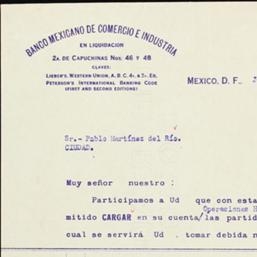 BANCO MEXICANO DE COMERCIO E INDUSTRIA
EN LIQUIDACION
2A. DE CAPUCHINAS NOS. 46 Y 48
CLAVES:
LIEBER'S, WESTERN UNION, A. B. C. 4A. & 5A. ED.
PETERSON'S INTERNATIONAL BANKING CODE
(FIRST AND SECOND EDITIONS)
MEXICO, D. F.
Sr.- Pablo Martínez del Río.
CIUDAD.
Muy señor nuestro :
Participamos a Ud que con esta
Operaciones
mitido CARGAR en su cuenta/las partid
cual se servirá Ud . tomar debida n